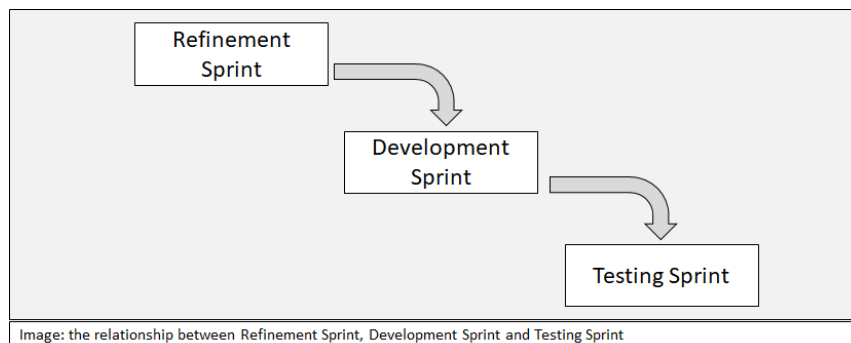 Refinement
Sprint
Development
Sprint
Testing Sprint
Image: the relationship between Refinement Sprint, Development Sprint and Testing Sprint